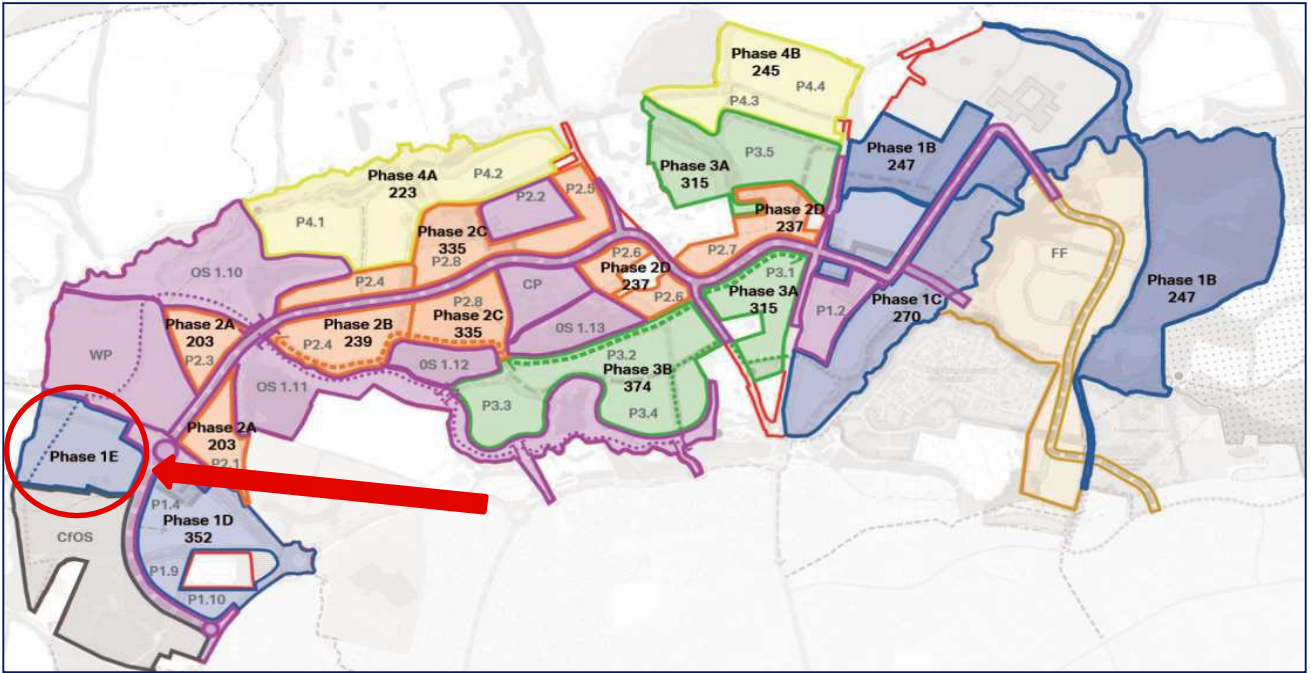 Phase 4B
245
P4.4
P4.3
Phase 3A
315
P3.5
Phase 1B
247
Phase 4A
223
P4.2
P4.1
P2.5
P2.2
Phase 2D
237
Phase 2C
335
P2.8
P2.6
P2.7
FF
OS 1.10
P2.4
Phase 2D
237
P3.1
CP
P2.6
Phase 3A
315
Phase 1B
247
P2.8
Phase 2C
335
P1.2
Phase 1C
270
Phase 2A
203
P2.3
Phase 2B
239
P2.4
OS 1.13
WP
OS 1.12
P3.2
Phase 3B
374
OS 1.11
P3.3
P3.4
Phase 2A
203
P2.1
Phase 1E
P1.4
Phase 1D
352
CfOS
P1.9
P1.10